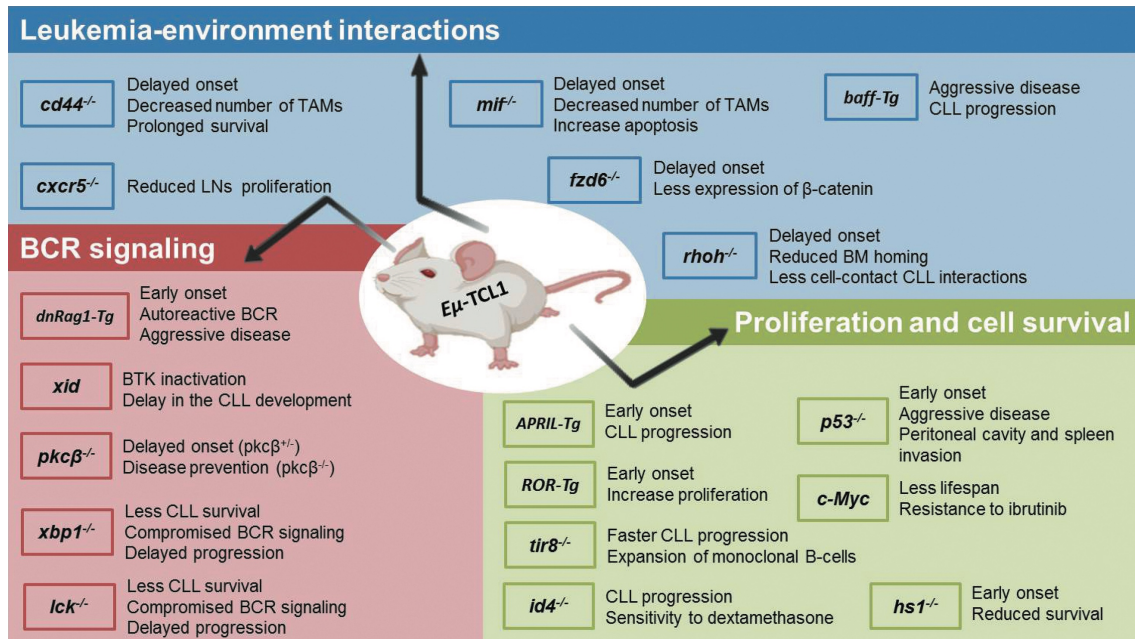 Leukemia-environment interactions
cd44-/-
Delayed onset
Decreased number of TAMs
Prolonged survival
mif-/-
Delayed onset
Decreased number of TAMs
Increase apoptosis
baff-Tg
Aggressive disease
CLL progression
cxcr5-/-
Reduced LNs proliferation
fzd6-/-
Delayed onset
Less expression of β-catenin
rhoh-/-
Delayed onset
Reduced BM homing
Less cell-contact CLL interactions
Eμ-TCL1
BCR signaling
dnRag1-Tg
Early onset
Autoreactive BCR
Aggressive disease
xid
BTK inactivation
Delay in the CLL development
pkcβ-/-
Delayed onset (pkcβ+/-)
Disease prevention (pkcβ-/-)
xbp1-/-
Less CLL survival
Compromised BCR signaling
Delayed progression
lck-/-
Less CLL survival
Compromised BCR signaling
Delayed progression
Proliferation and cell survival
APRIL-Tg
Early onset
CLL progression
p53-/-
Early onset
Aggressive disease
Peritoneal cavity and spleen
invasion
ROR-Tg
Early onset
Increase proliferation
c-Myc
Less lifespan
Resistance to ibrutinib
tir8-/-
Faster CLL progression
Expansion of monoclonal B-cells
id4-/-
CLL progression
Sensitivity to dextamethasone
hs1-/-
Early onset
Reduced survival